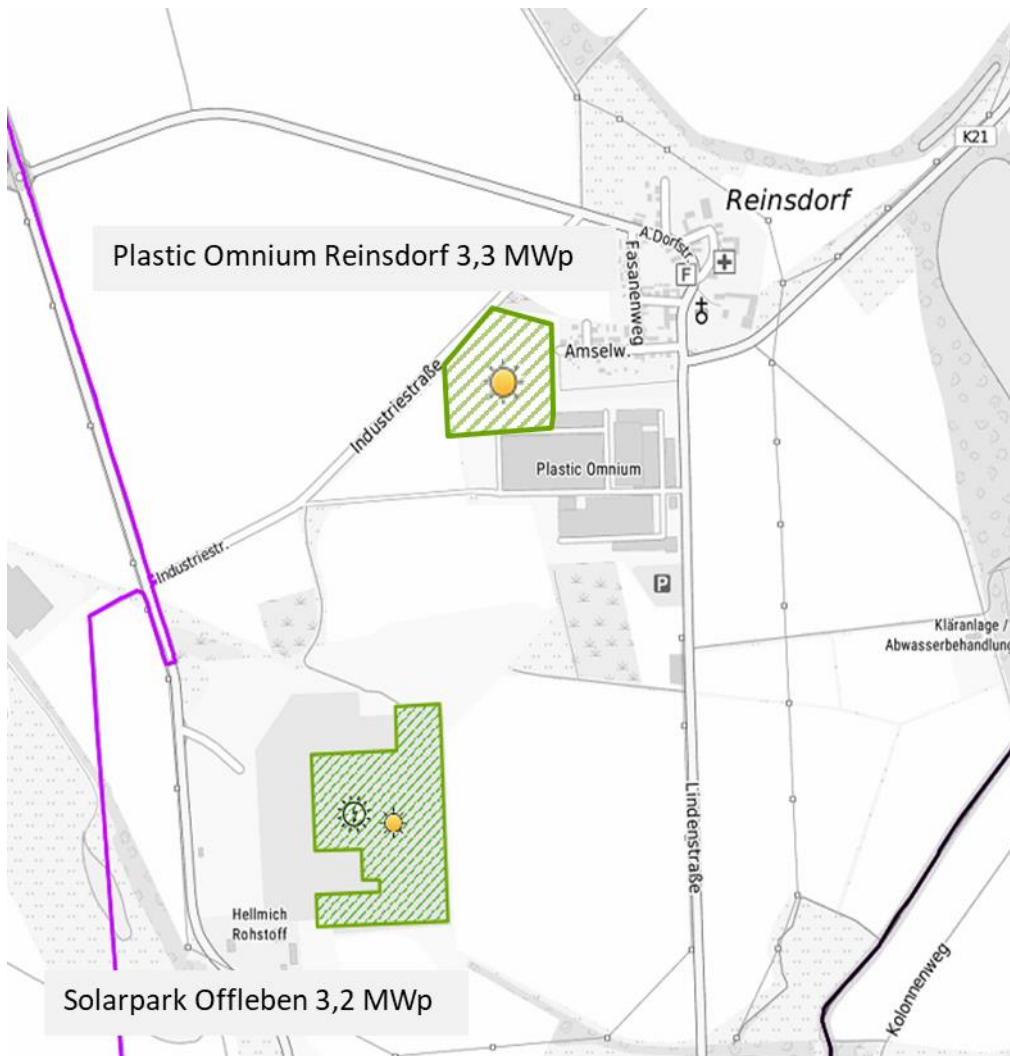 K21
Reinsdorf
A.Dorfstr.
Plastic Omnium Reinsdorf 3,3 MWp
F
Fasanenweg
Amselw.
Industriestraße
Plastic Omnium
Industriestr.
P
Kläranlage /
Abwasserbehandlung
Lindenstraße
Hellmich
Rohstoff
Kolonnenweg
Solarpark Offleben 3,2 MWp